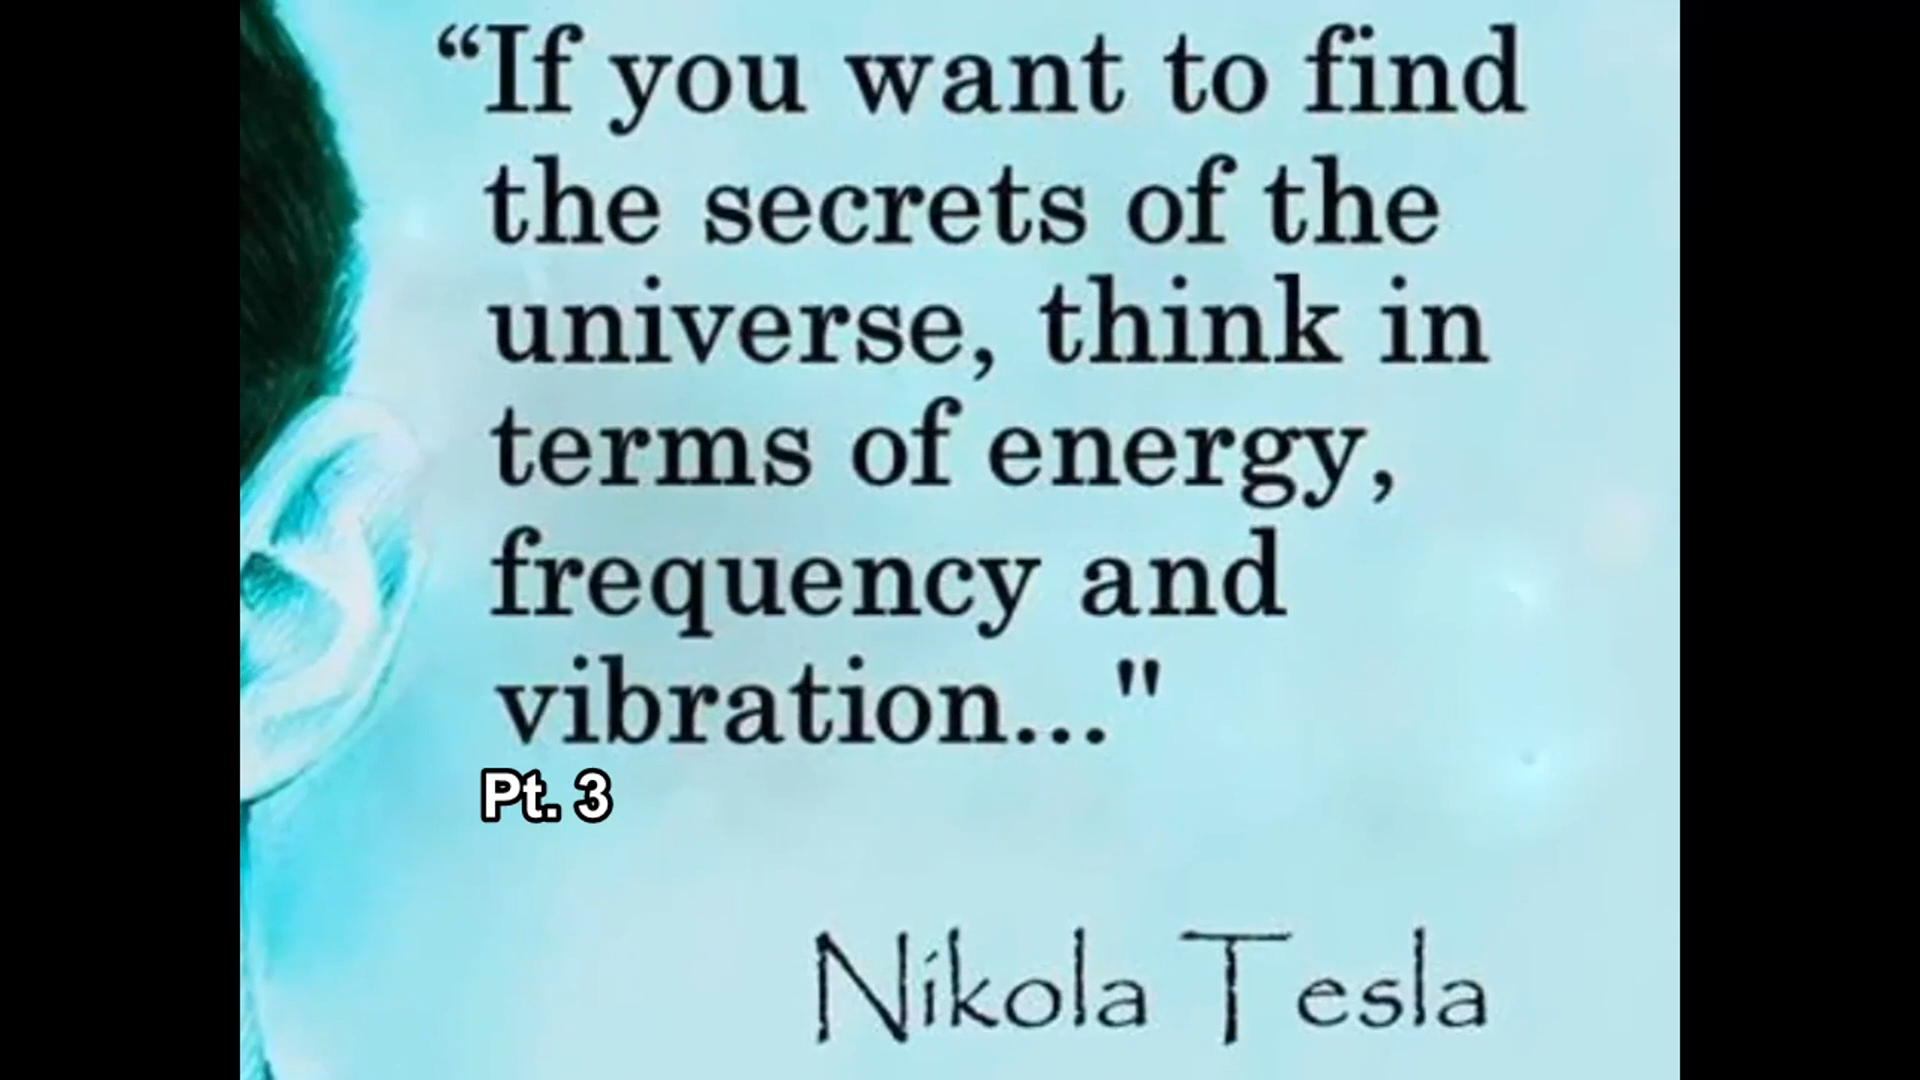 “If you want to find
the secrets of the
universe, think in
terms of energy,
frequency and
vibration..."
Pt. 3
Nikola Tesla